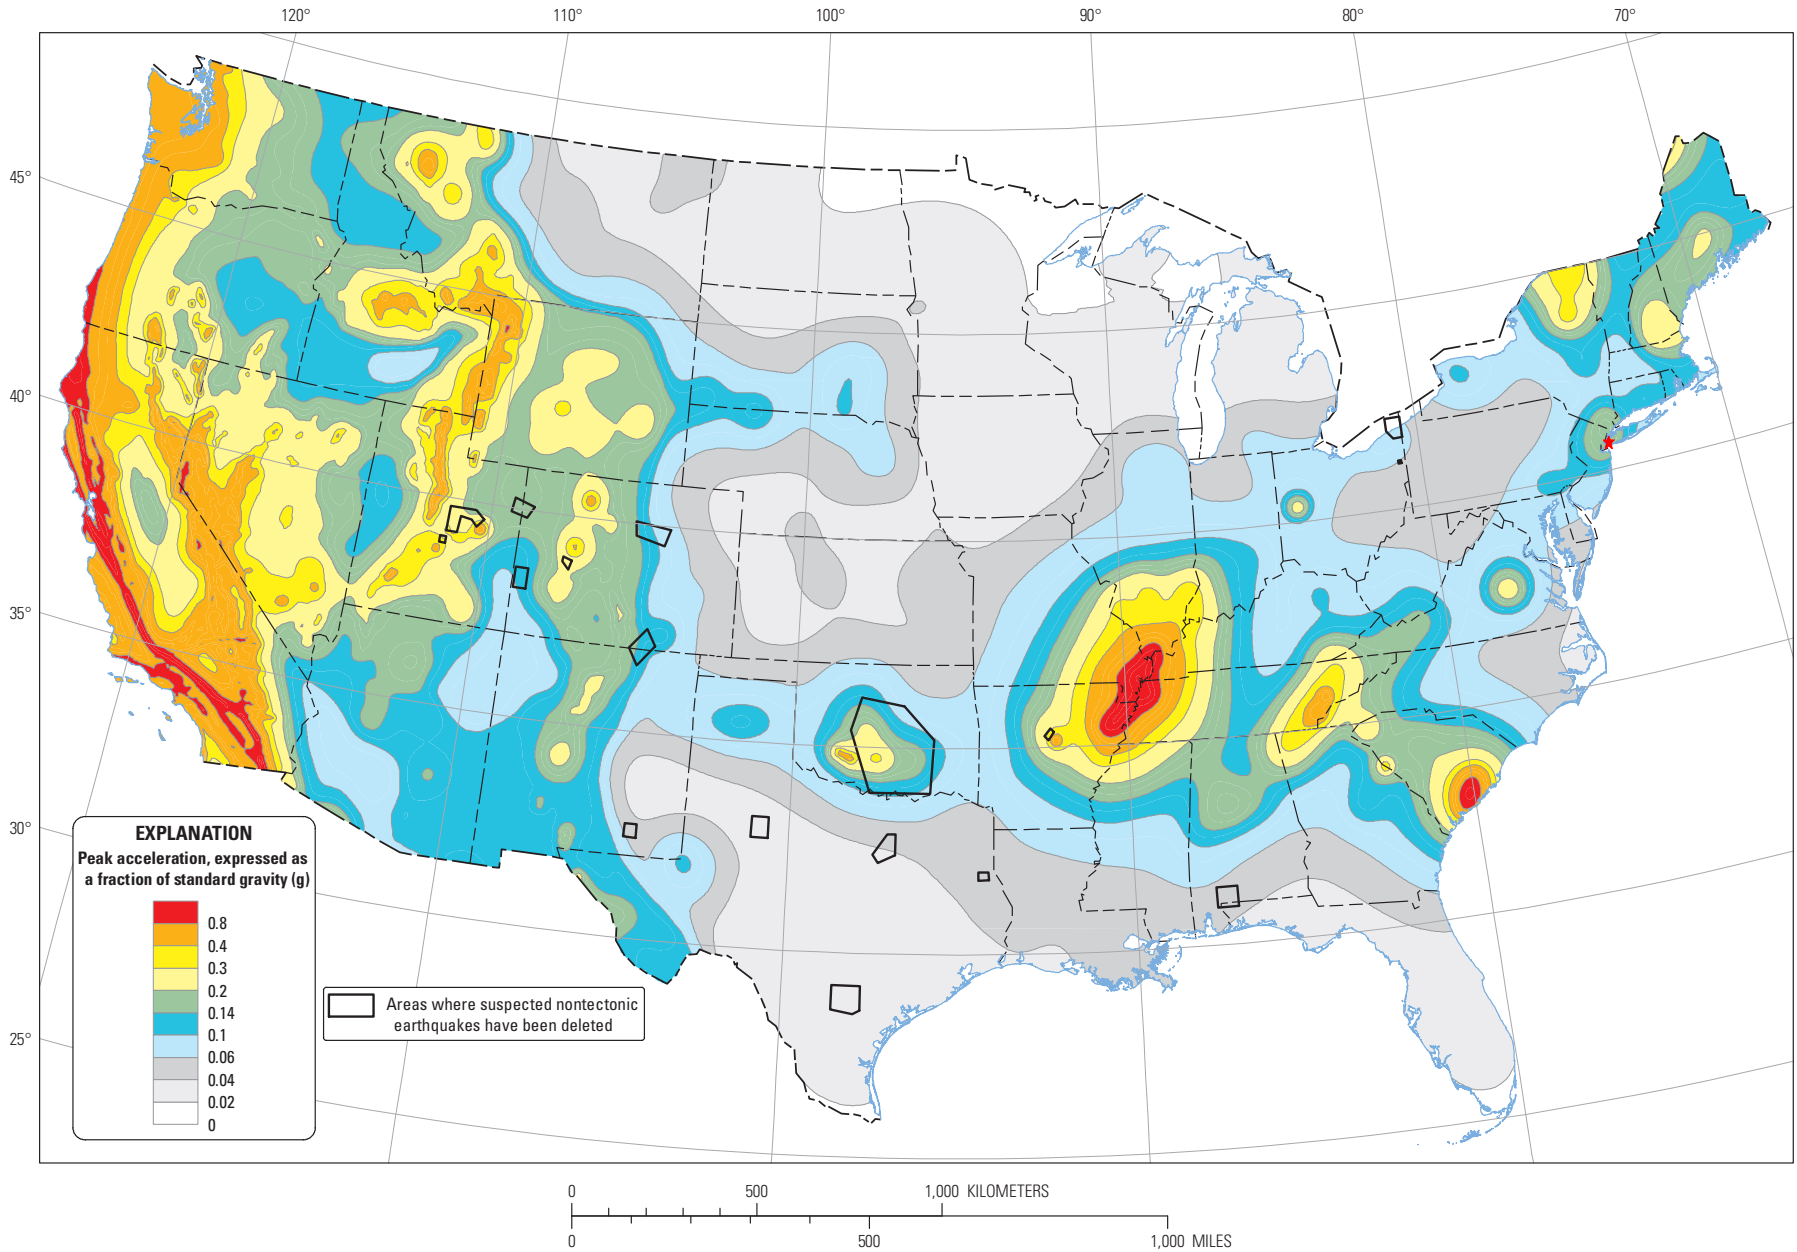 120° 110° 100° 90° 80° 70°
45°
40°
35°
30°
25°
EXPLANATION
Peak acceleration, expressed as
a fraction of standard gravity (g)
0.8
0.4
0.3
0.2
0.14
0.1
0.06
0.04
0.02
0
Areas where suspected nontectonic
earthquakes have been deleted
0 500 1,000 KILOMETERS
0 500 1,000 MILES